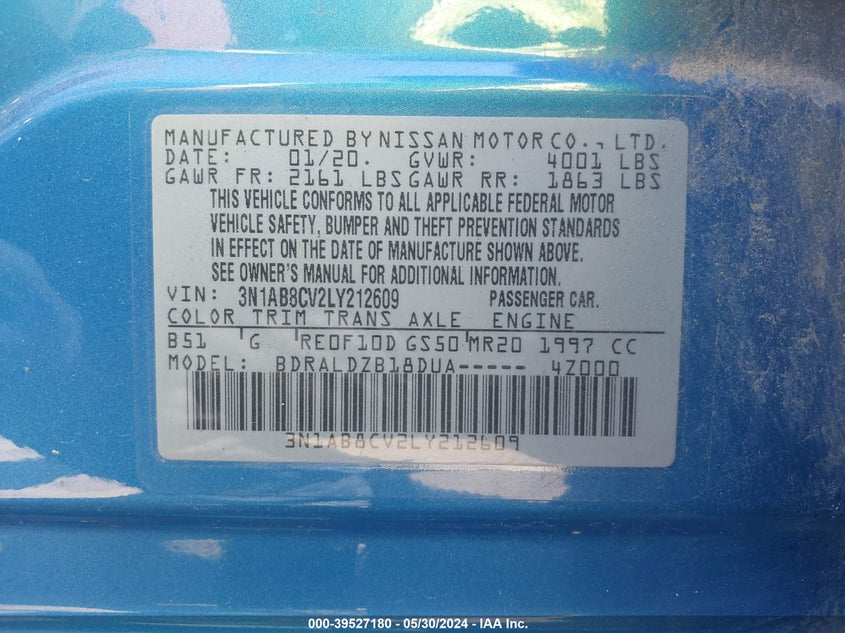 MANUFACTURED BY NISSAN MOTOR CO., LTD.
DATE: 01/20. GVWR: 4001 LBS
GAWR FR: 2161 LBS GAWR RR: 1863 LBS
THIS VEHICLE CONFORMS TO ALL APPLICABLE FEDERAL MOTOR
VEHICLE SAFETY, BUMPER AND THEFT PREVENTION STANDARDS
IN EFFECT ON THE DATE OF MANUFACTURE SHOWN ABOVE.
SEE OWNER'S MANUAL FOR ADDITIONAL INFORMATION.
VIN: 3N1AB8CV2LY212609 PASSENGER CAR.
COLOR TRIM TRANS AXLE ENGINE
B51 G RE0F10D GS50 MR20 1997 CC
MODEL: BDRALDZB18DUA----- 4Z000
3N1AB8CV2LY212609
000-39527180 - 05/30/2024 - IAA Inc.